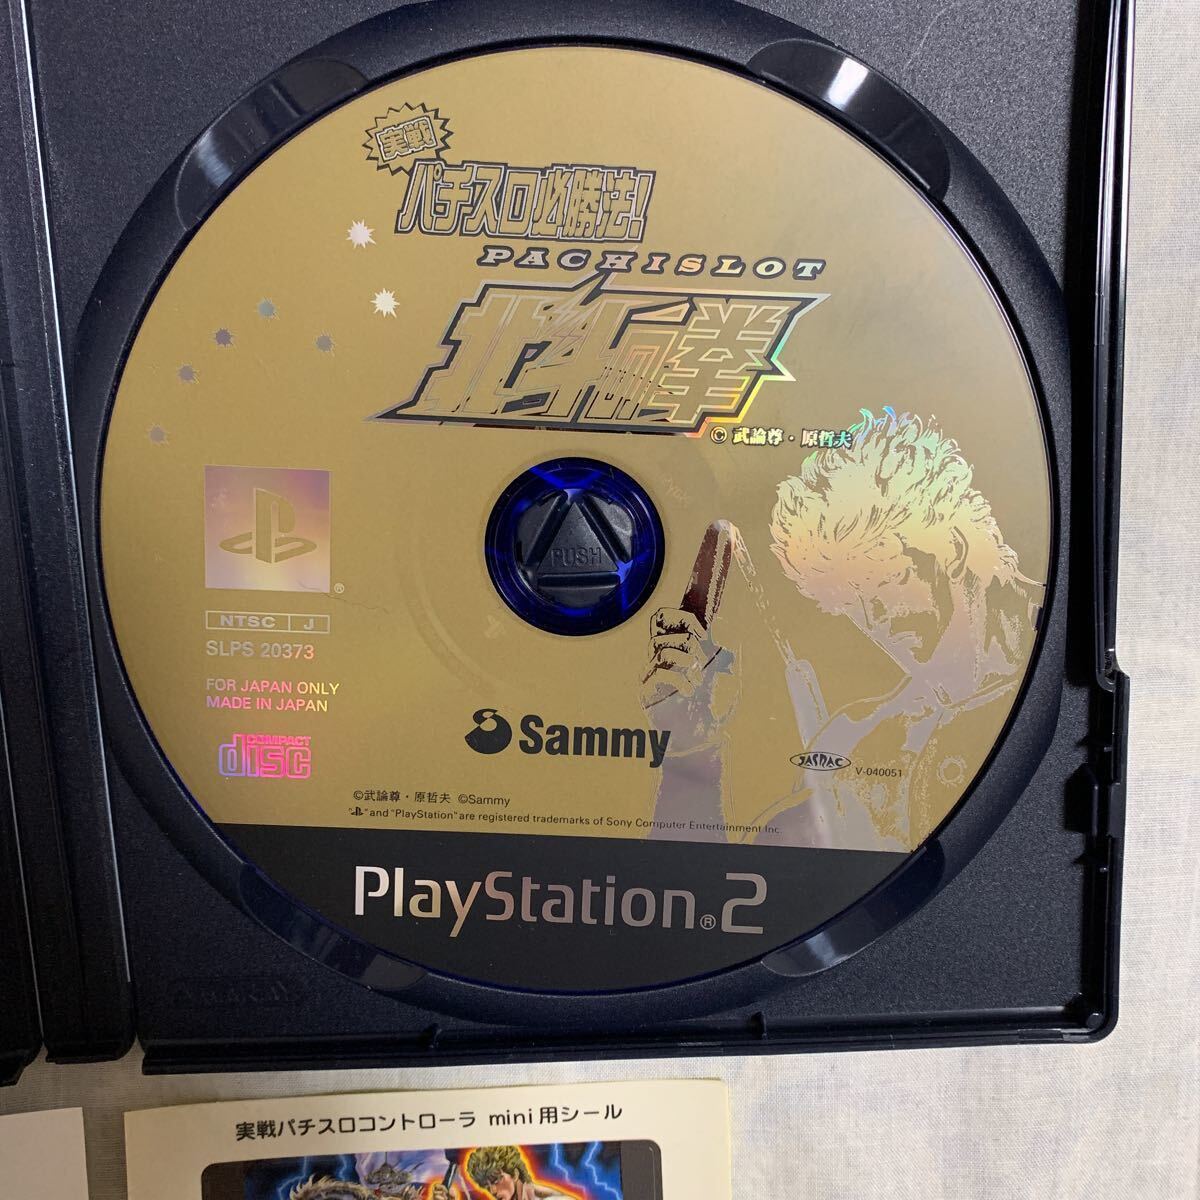 実戦
パチスロ必勝法!
PACHISLOT
北斗の拳
© 武論尊・原哲夫
PUSH
®
NTSC J
SLPS 20373
FOR JAPAN ONLY
MADE IN JAPAN
COMPACT
disc
Sammy
JASRAC
V-040051
©武論尊・原哲夫 ©Sammy
" " and "PlayStation" are registered trademarks of Sony Computer Entertainment Inc.
PlayStation®2
実戦パチスロコントローラ mini用シール